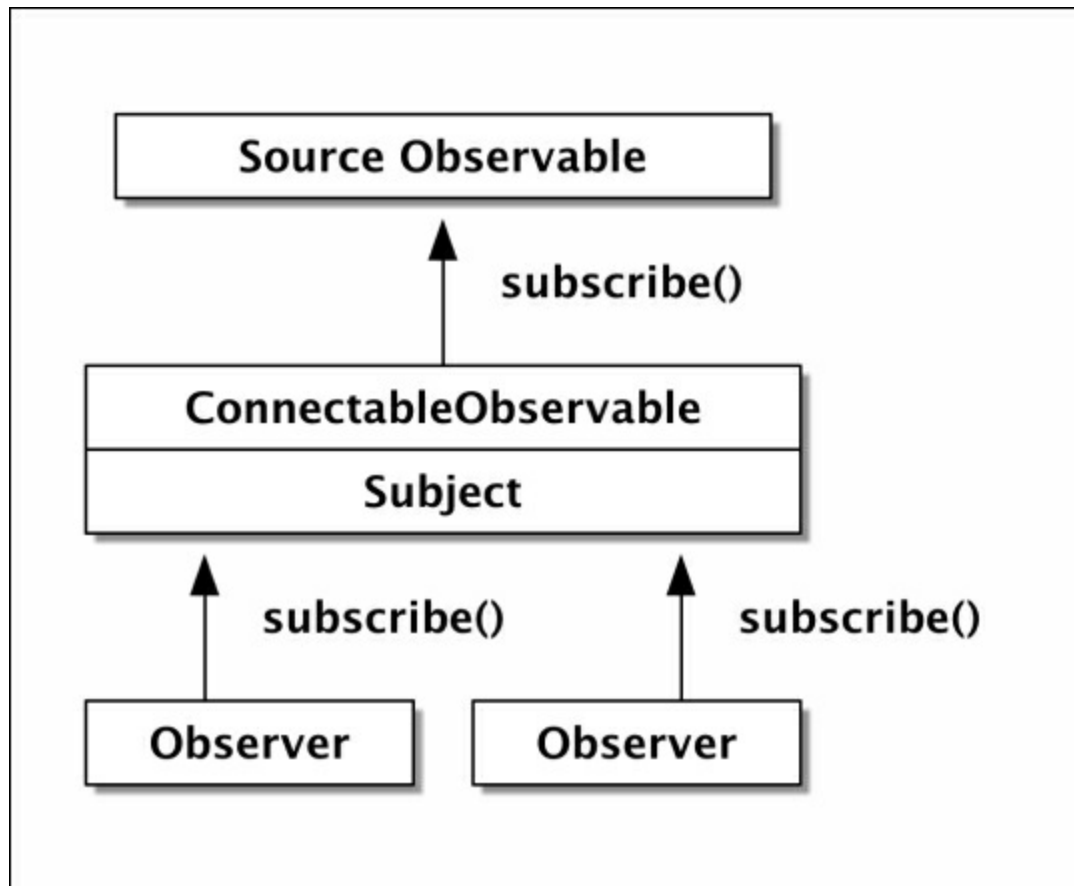 Source Observable
subscribe()
ConnectableObservable
Subject
subscribe()
subscribe()
Observer
Observer